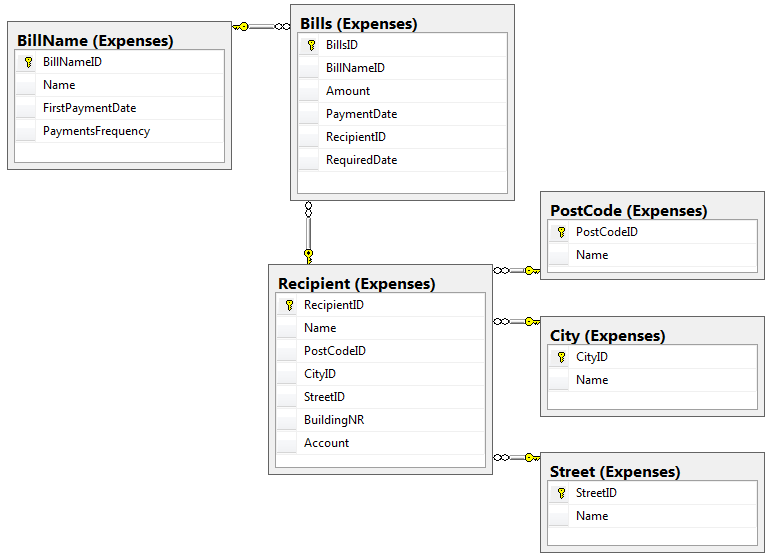 BillName (Expenses)
BillNameID
Name
FirstPaymentDate
PaymentsFrequency
Bills (Expenses)
BillsID
BillNameID
Amount
PaymentDate
RecipientID
RequiredDate
Recipient (Expenses)
RecipientID
Name
PostCodeID
CityID
StreetID
BuildingNR
Account
PostCode (Expenses)
PostCodeID
Name
City (Expenses)
CityID
Name
Street (Expenses)
StreetID
Name